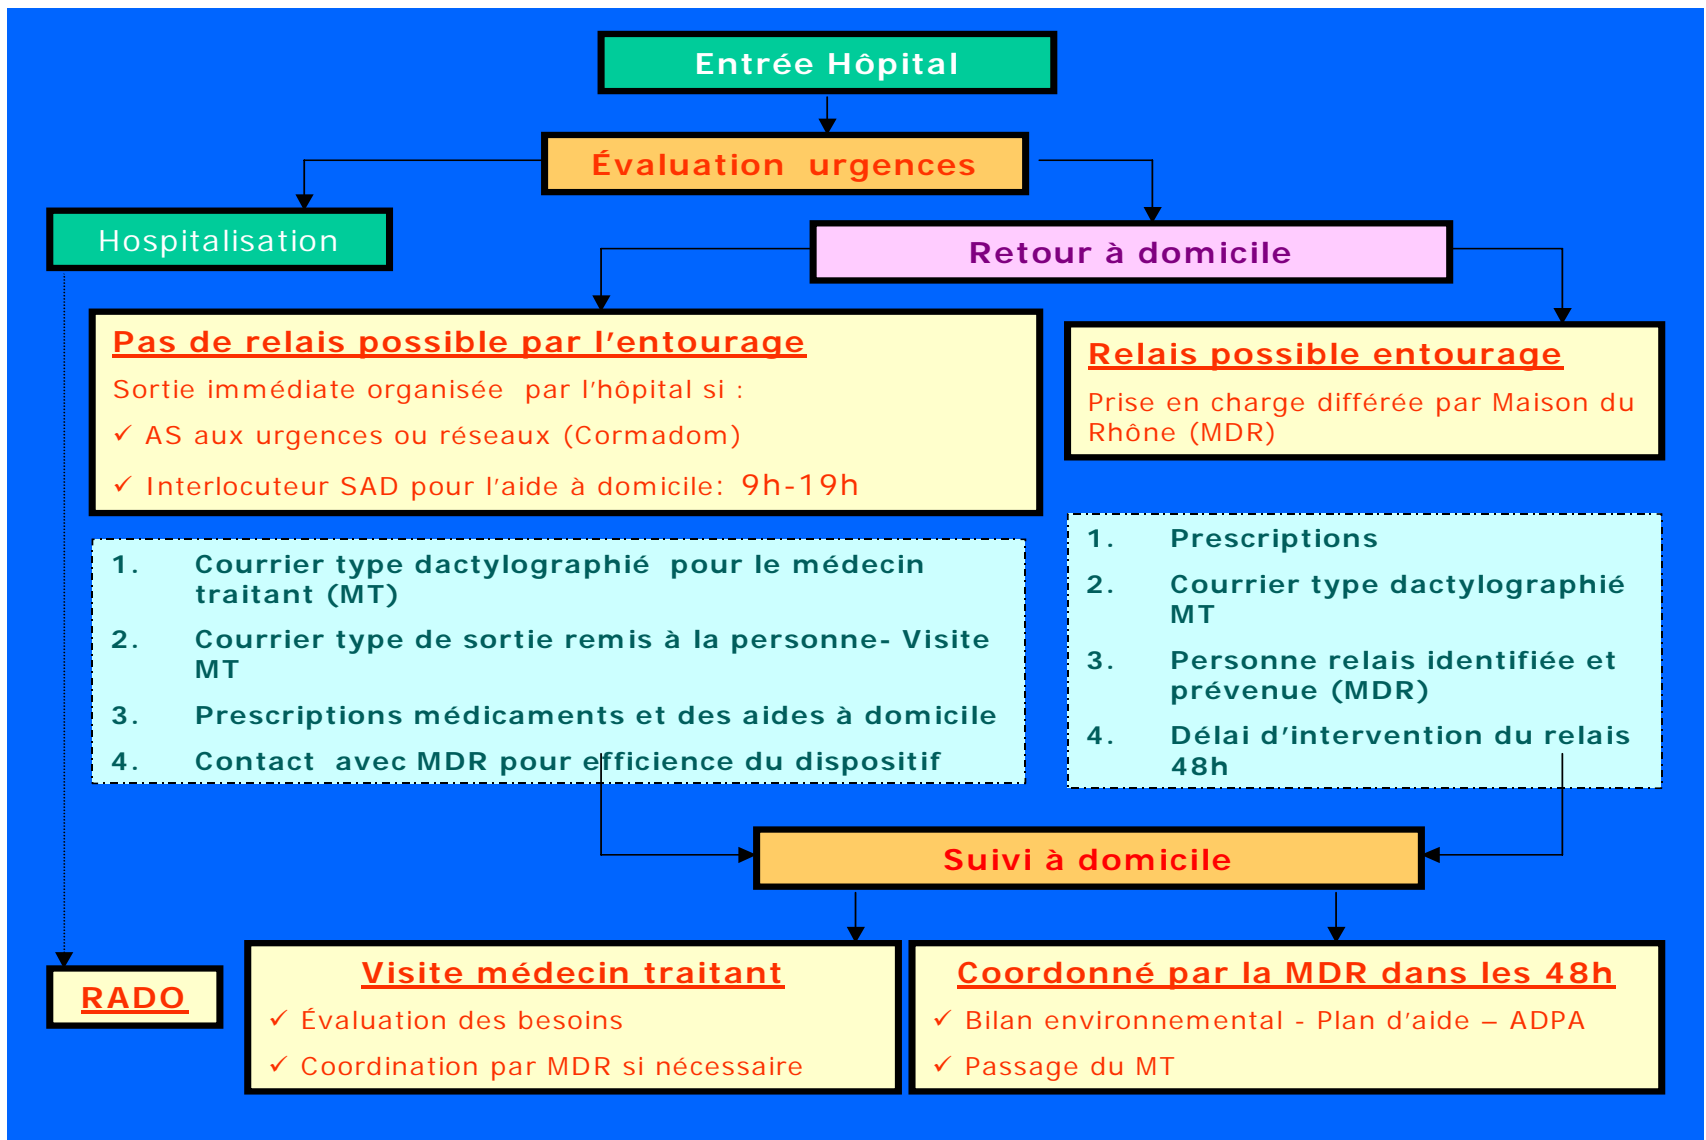 Entrée Hôpital
Évaluation urgences
Hospitalisation
Retour à domicile
Pas de relais possible par l'entourage
Sortie immédiate organisée par l'hôpital si :
✓ AS aux urgences ou réseaux (Cormadom)
✓ Interlocuteur SAD pour l'aide à domicile: 9h-19h
Relais possible entourage
Prise en charge différée par Maison du
Rhône (MDR)
1. Courrier type dactylographié pour le médecin
traitant (MT)
2. Courrier type de sortie remis à la personne- Visite
MT
3. Prescriptions médicaments et des aides à domicile
4. Contact avec MDR pour efficience du dispositif
1. Prescriptions
2. Courrier type dactylographié
MT
3. Personne relais identifiée et
prévenue (MDR)
4. Délai d'intervention du relais
48h
Suivi à domicile
RADO
Visite médecin traitant
✓ Évaluation des besoins
✓ Coordination par MDR si nécessaire
Coordonné par la MDR dans les 48h
✓ Bilan environnemental - Plan d'aide – ADPA
✓ Passage du MT